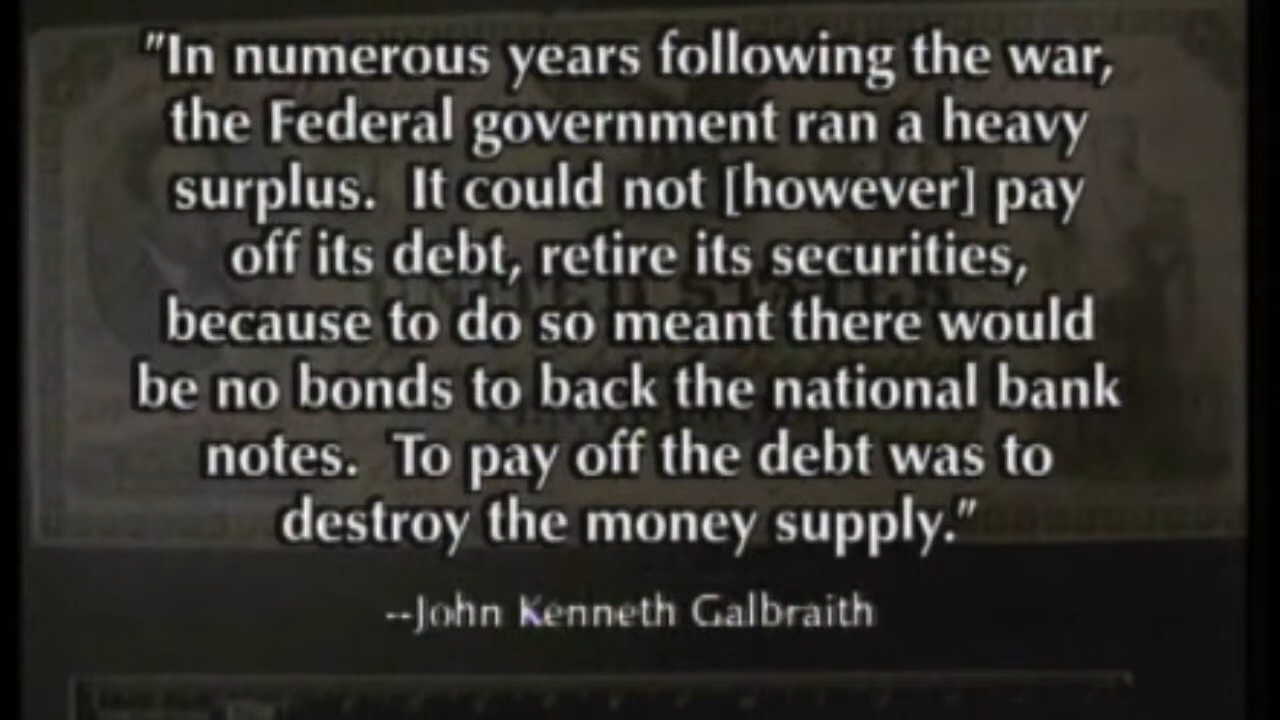 "In numerous years following the war,
the Federal government ran a heavy
surplus.  It could not [however] pay
off its debt, retire its securities,
because to do so meant there would
be no bonds to back the national bank
notes.  To pay off the debt was to
destroy the money supply."
--John Kenneth Galbraith
UNITED STATES